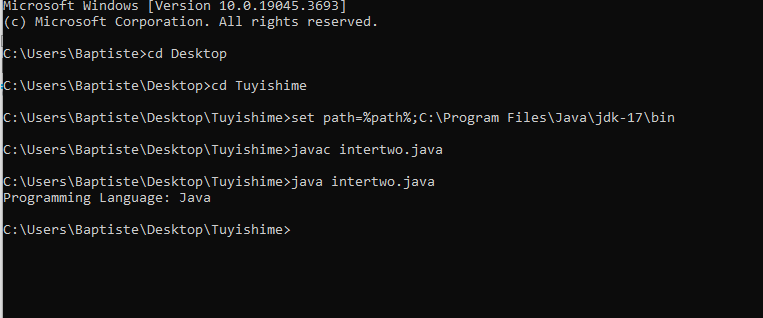 Microsoft Windows [Version 10.0.19045.3693]
(c) Microsoft Corporation. All rights reserved.
C:\Users\Baptiste>cd Desktop
C:\Users\Baptiste\Desktop>cd Tuyishime
C:\Users\Baptiste\Desktop\Tuyishime>set path=%path%;C:\Program Files\Java\jdk-17\bin
C:\Users\Baptiste\Desktop\Tuyishime>javac intertwo.java
C:\Users\Baptiste\Desktop\Tuyishime>java intertwo.java
Programming Language: Java
C:\Users\Baptiste\Desktop\Tuyishime>